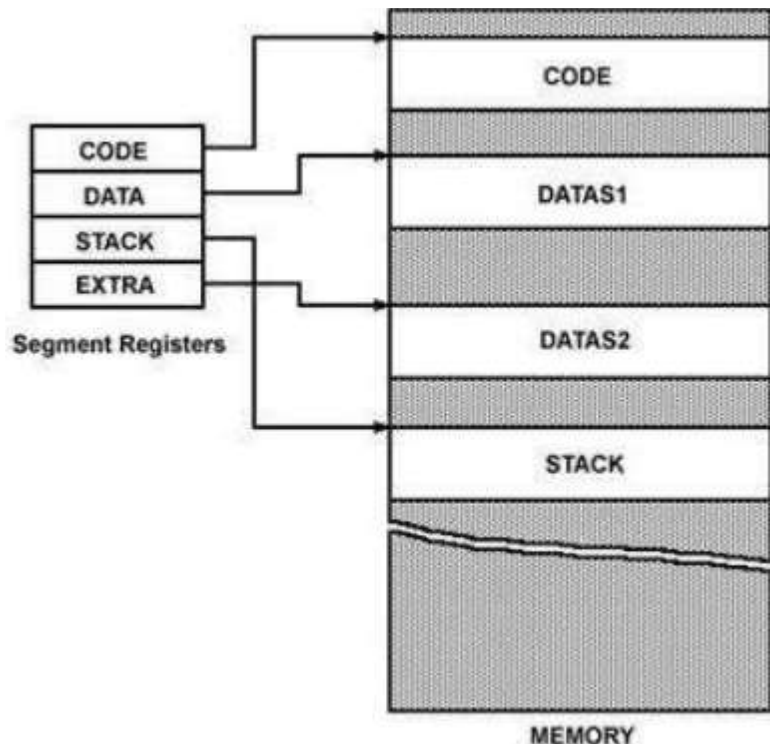 CODE
DATA
STACK
EXTRA
Segment Registers
CODE
DATAS1
DATAS2
STACK
MEMORY